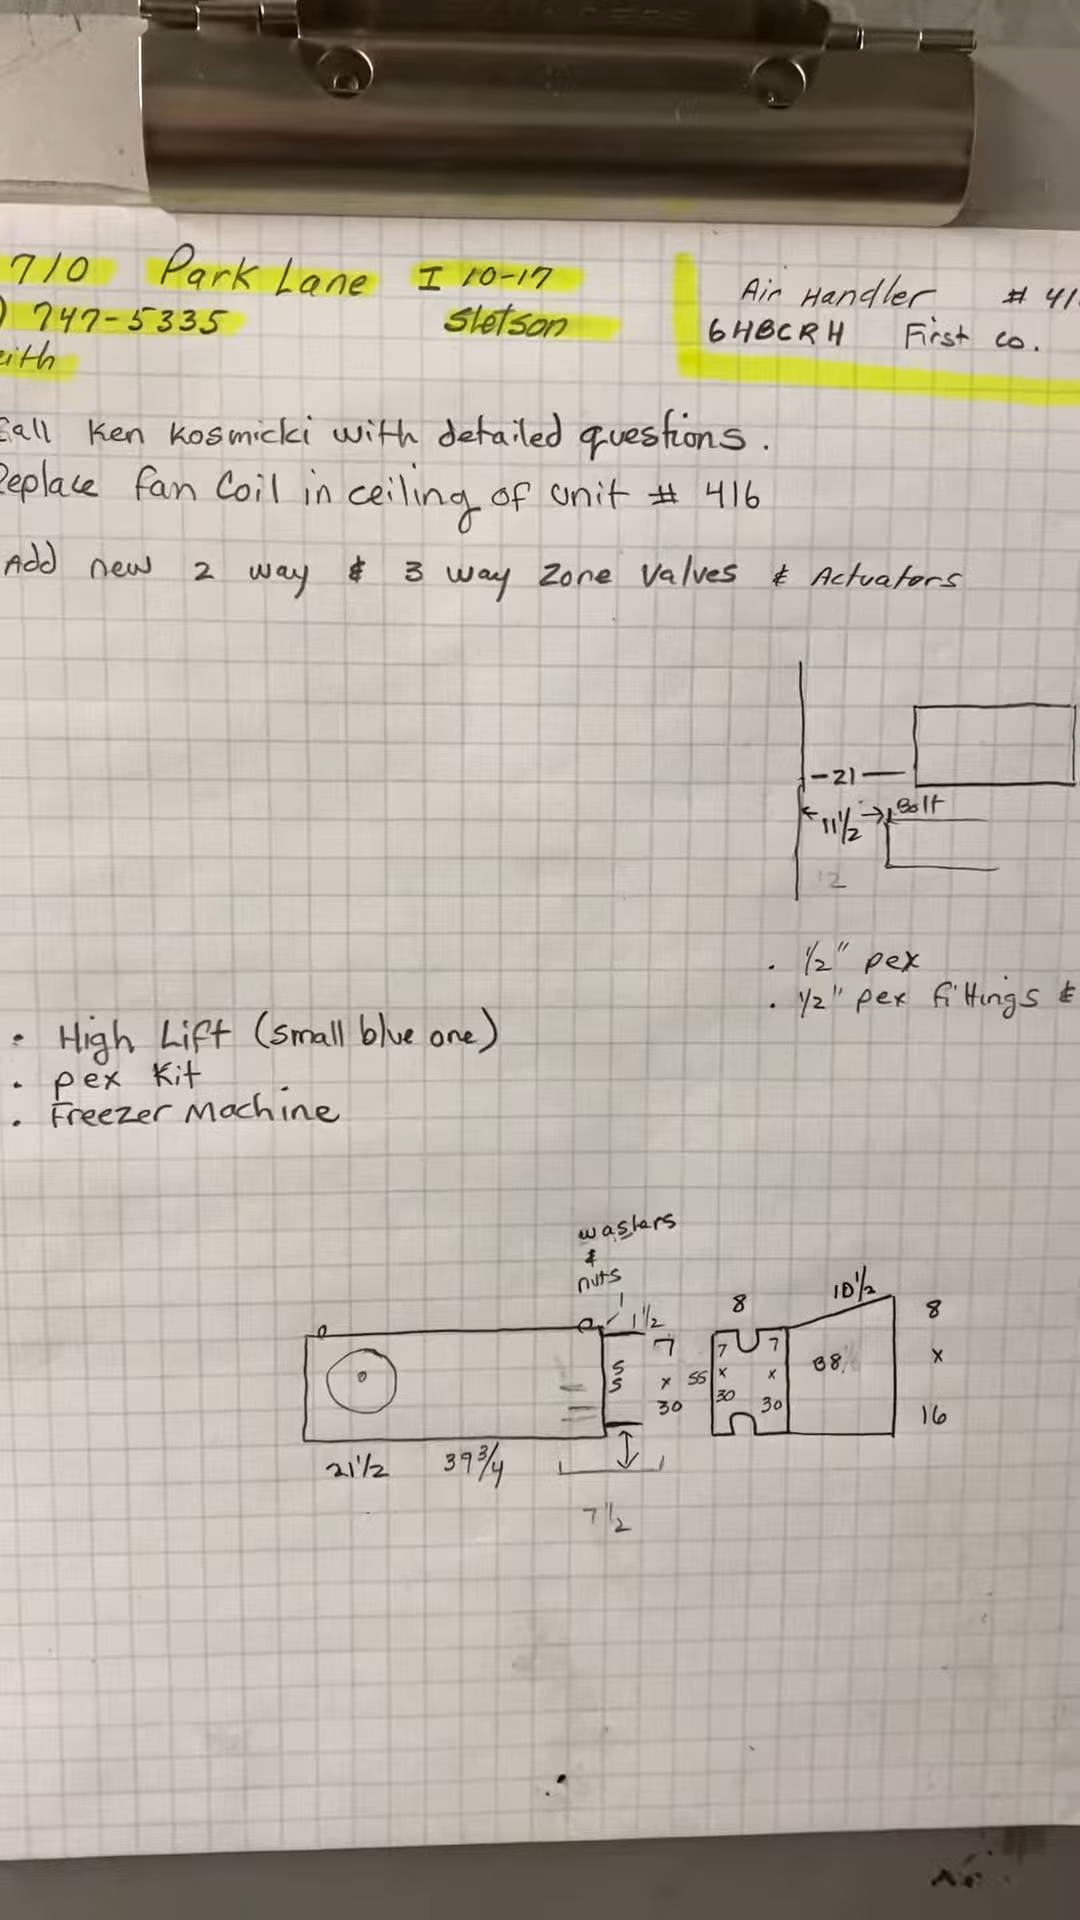 710 Park Lane I 10-17
) 747-5335 Stetson
eith
Air Handler # 41
6HBCRH First co.
Call Ken Kosmicki with detailed questions.
Replace fan Coil in ceiling of unit # 416
Add new 2 way & 3 way Zone Valves & Actuators
-21-
11 1/2 Bolt
12
• 1/2" pex
• 1/2" pex fittings &
• High Lift (small blue one)
• pex Kit
• Freezer Machine
washers
&
nuts
1 1/2
7
x
30
SS
21 1/2 39 3/4
7 1/2
8 10 1/2
SS
7 7
x x
30 30
8
x
16